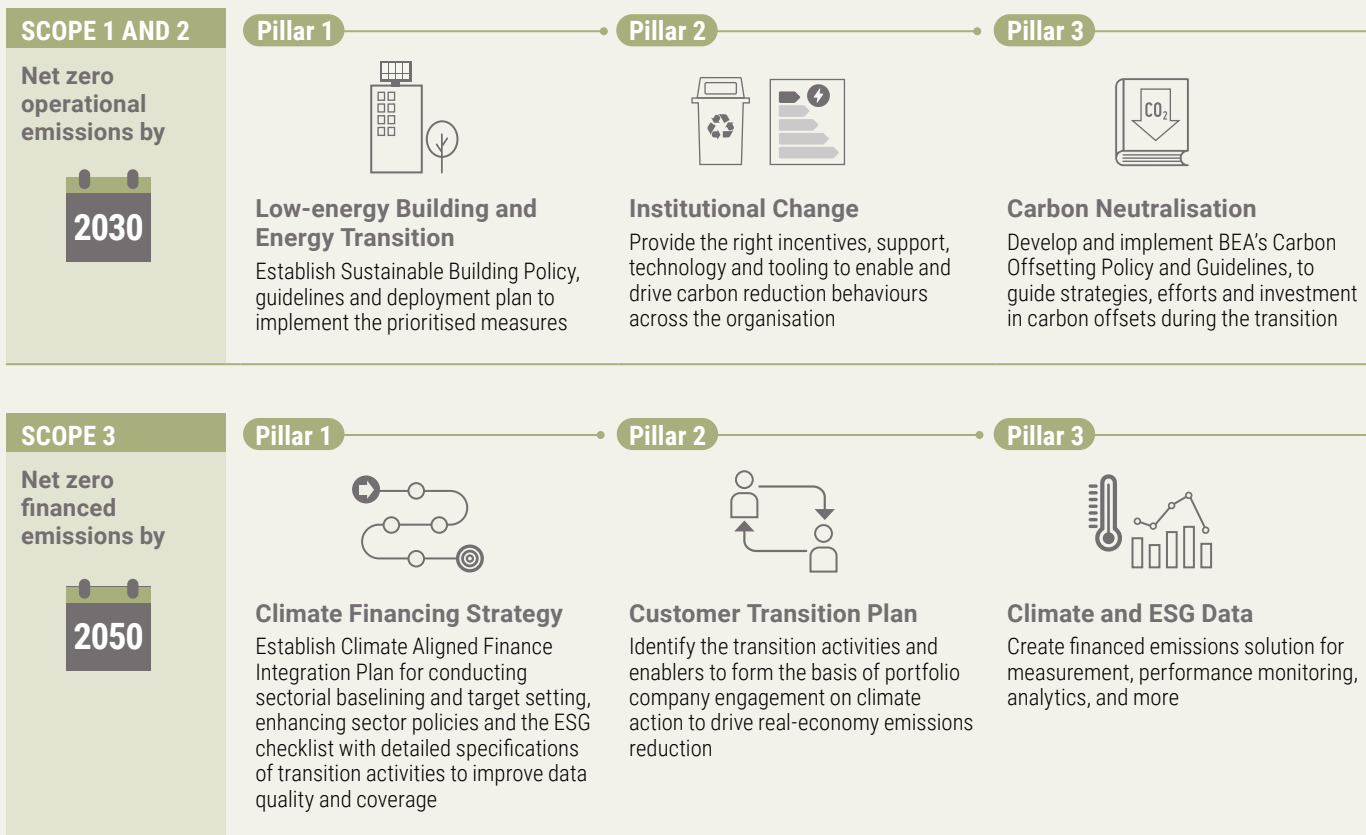 SCOPE 1 AND 2
Net zero
operational
emissions by
2030
Pillar 1
Low-energy Building and
Energy Transition
Establish Sustainable Building Policy,
guidelines and deployment plan to
implement the prioritised measures
Pillar 2
Institutional Change
Provide the right incentives, support,
technology and tooling to enable and
drive carbon reduction behaviours
across the organisation
Pillar 3
CO₂
Carbon Neutralisation
Develop and implement BEA's Carbon
Offsetting Policy and Guidelines, to
guide strategies, efforts and investment
in carbon offsets during the transition
SCOPE 3
Net zero
financed
emissions by
2050
Pillar 1
Climate Financing Strategy
Establish Climate Aligned Finance
Integration Plan for conducting
sectorial baselining and target setting,
enhancing sector policies and the ESG
checklist with detailed specifications
of transition activities to improve data
quality and coverage
Pillar 2
Customer Transition Plan
Identify the transition activities and
enablers to form the basis of portfolio
company engagement on climate
action to drive real-economy emissions
reduction
Pillar 3
Climate and ESG Data
Create financed emissions solution for
measurement, performance monitoring,
analytics, and more